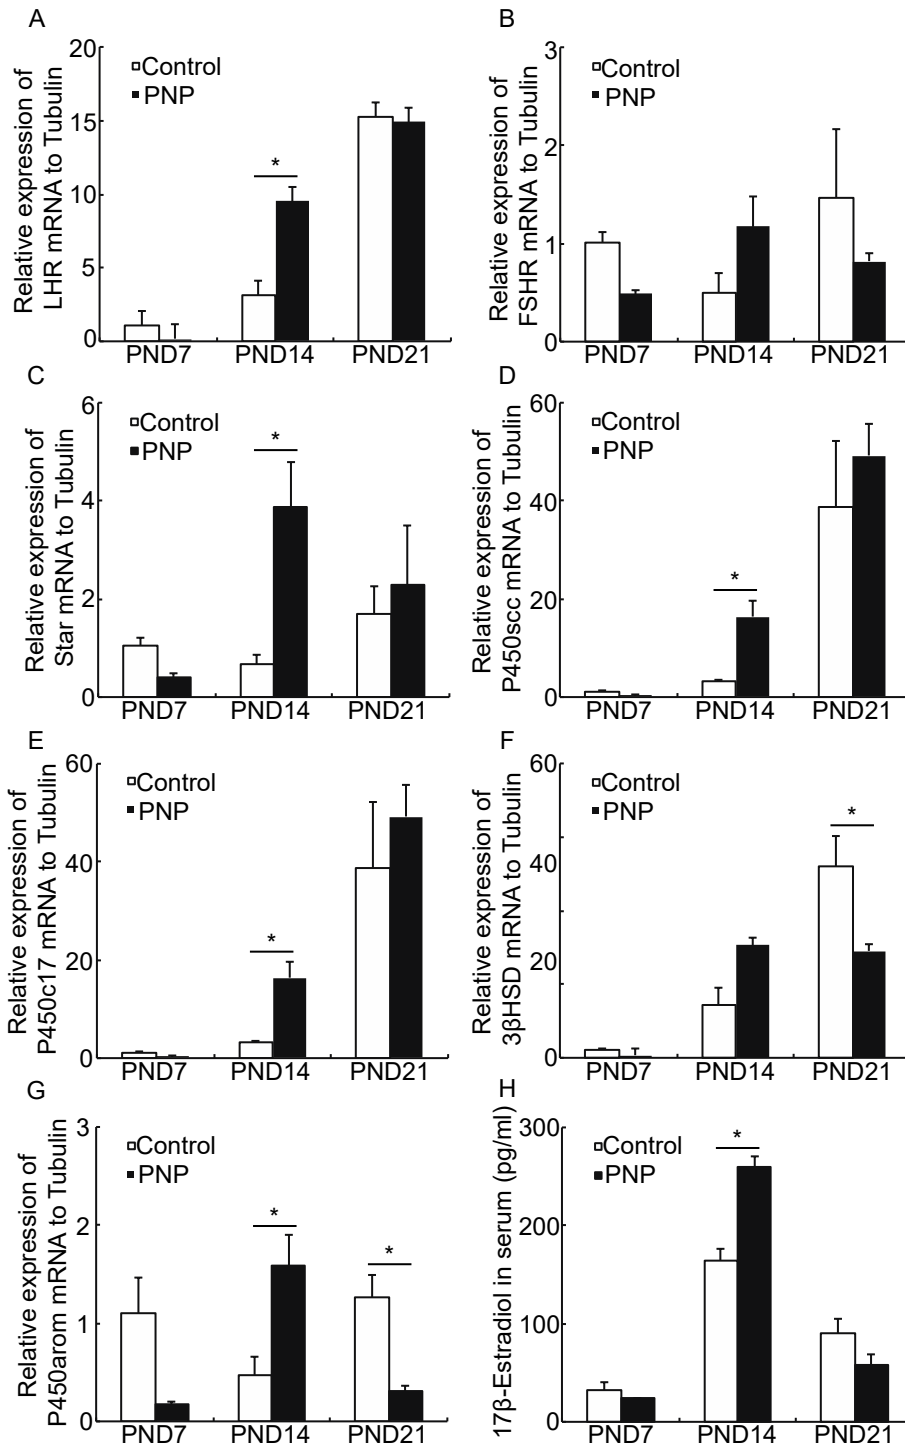 A
Relative expression of
LHR mRNA to Tubulin
20
15
10
5
0
Control
PNP
*
PND7 PND14 PND21
B
Relative expression of
FSHR mRNA to Tubulin
3
2
1
0
Control
PNP
PND7 PND14 PND21
C
Relative expression of
Star mRNA to Tubulin
6
4
2
0
Control
PNP
*
PND7 PND14 PND21
D
Relative expression of
P450scc mRNA to Tubulin
60
40
20
0
Control
PNP
*
PND7 PND14 PND21
E
Relative expression of
P450c17 mRNA to Tubulin
60
40
20
0
Control
PNP
*
PND7 PND14 PND21
F
Relative expression of
3βHSD mRNA to Tubulin
60
40
20
0
Control
PNP
*
PND7 PND14 PND21
G
Relative expression of
P450arom mRNA to Tubulin
3
2
1
0
Control
PNP
*
*
PND7 PND14 PND21
H
17β-Estradiol in serum (pg/ml)
300
200
100
0
Control
PNP
*
PND7 PND14 PND21